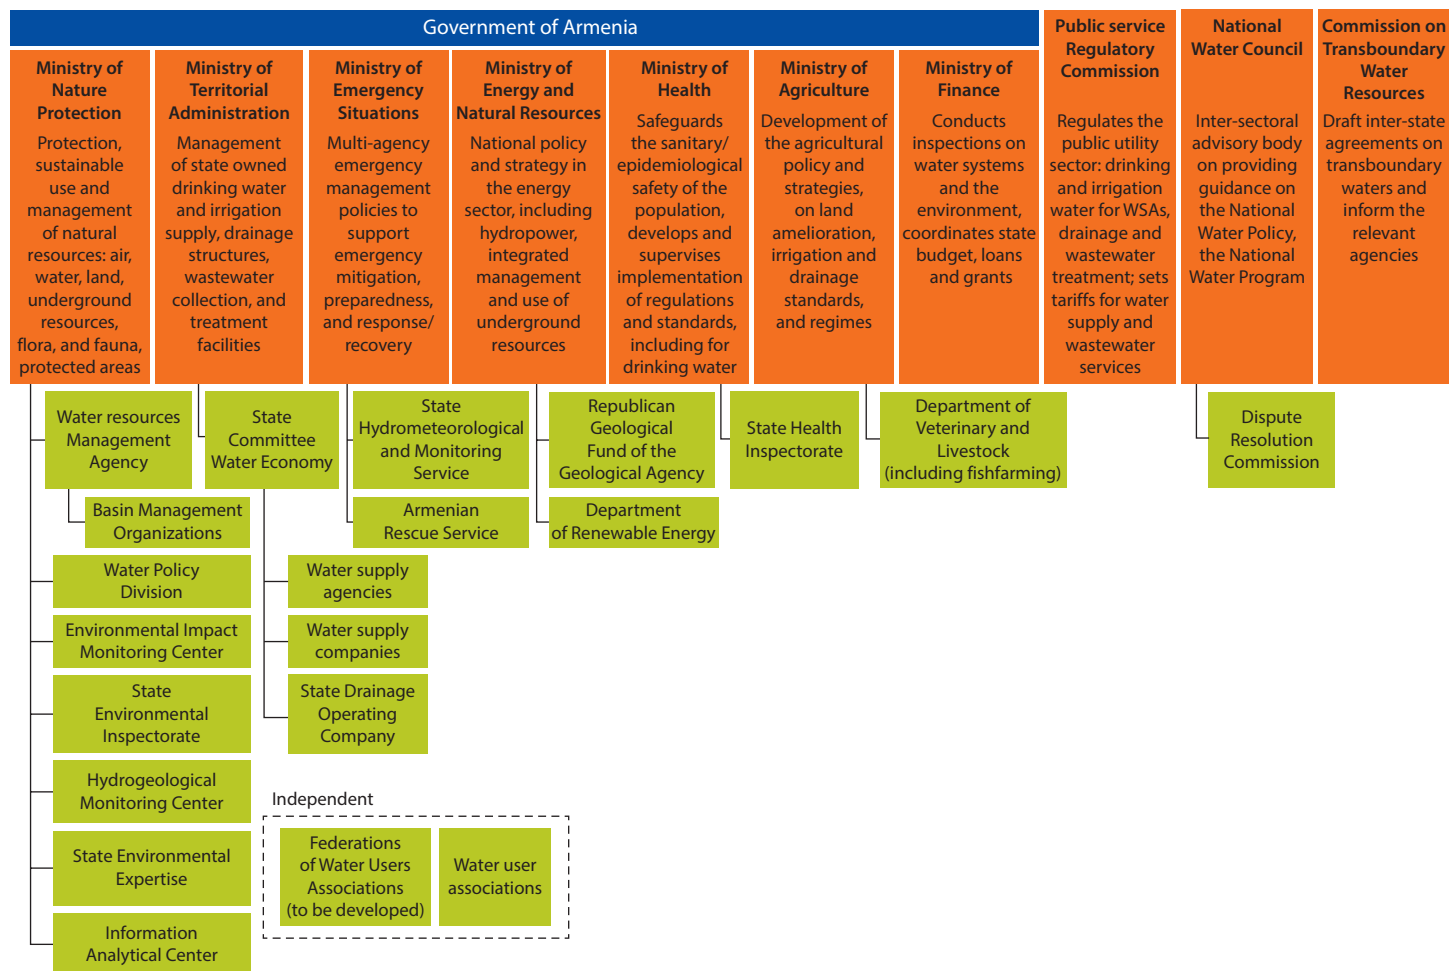 Government of Armenia
Ministry of
Nature
Protection
Protection,
sustainable
use and
management
of natural
resources: air,
water, land,
underground
resources,
flora, and fauna,
protected areas
Ministry of
Territorial
Administration
Management
of state owned
drinking water
and irrigation
supply, drainage
structures,
wastewater
collection, and
treatment
facilities
Ministry of
Emergency
Situations
Multi-agency
emergency
management
policies to
support
emergency
mitigation,
preparedness,
and response/
recovery
Ministry of
Energy and
Natural Resources
National policy
and strategy in
the energy
sector, including
hydropower,
integrated
management
and use of
underground
resources
Ministry of
Health
Safeguards
the sanitary/
epidemiological
safety of the
population,
develops and
supervises
implementation
of regulations
and standards,
including for
drinking water
Ministry of
Agriculture
Development of
the agricultural
policy and
strategies,
on land
amelioration,
irrigation and
drainage
standards,
and regimes
Ministry of
Finance
Conducts
inspections on
water systems
and the
environment,
coordinates state
budget, loans
and grants
Public service
Regulatory
Commission
Regulates the
public utility
sector: drinking
and irrigation
water for WSAs,
drainage and
wastewater
treatment; sets
tariffs for water
supply and
wastewater
services
National
Water Council
Inter-sectoral
advisory body
on providing
guidance on
the National
Water Policy,
the National
Water Program
Commission on
Transboundary
Water
Resources
Draft inter-state
agreements on
transboundary
waters and
inform the
relevant
agencies
Water resources
Management
Agency
Basin Management
Organizations
Water Policy
Division
Environmental Impact
Monitoring Center
State
Environmental
Inspectorate
Hydrogeological
Monitoring Center
State Environmental
Expertise
Information
Analytical Center
State
Committee
Water Economy
Water supply
agencies
Water supply
companies
State Drainage
Operating
Company
State
Hydrometeorological
and Monitoring
Service
Armenian
Rescue Service
Republican
Geological
Fund of the
Geological Agency
Department
of Renewable Energy
State Health
Inspectorate
Department of
Veterinary and
Livestock
(including fishfarming)
Dispute
Resolution
Commission
Independent
Federations
of Water Users
Associations
(to be developed)
Water user
associations